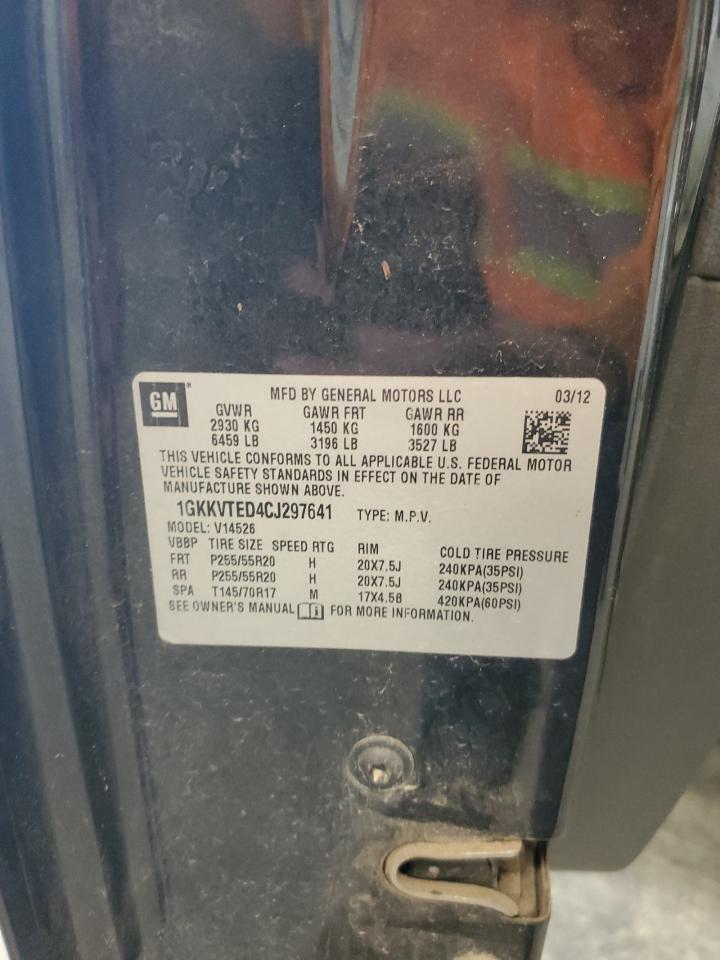 GM® MFD BY GENERAL MOTORS LLC 03/12
GVWR GAWR FRT GAWR RR
2930 KG 1450 KG 1600 KG
6459 LB 3196 LB 3527 LB
THIS VEHICLE CONFORMS TO ALL APPLICABLE U.S. FEDERAL MOTOR
VEHICLE SAFETY STANDARDS IN EFFECT ON THE DATE OF
MANUFACTURE SHOWN ABOVE.
1GKKVTED4CJ297641 TYPE: M.P.V.
MODEL: V14526
VBBP TIRE SIZE SPEED RTG RIM COLD TIRE PRESSURE
FRT P255/55R20 H 20X7.5J 240KPA(35PSI)
RR P255/55R20 H 20X7.5J 240KPA(35PSI)
SPA T145/70R17 M 17X4.5B 420KPA(60PSI)
SEE OWNER'S MANUAL FOR MORE INFORMATION.